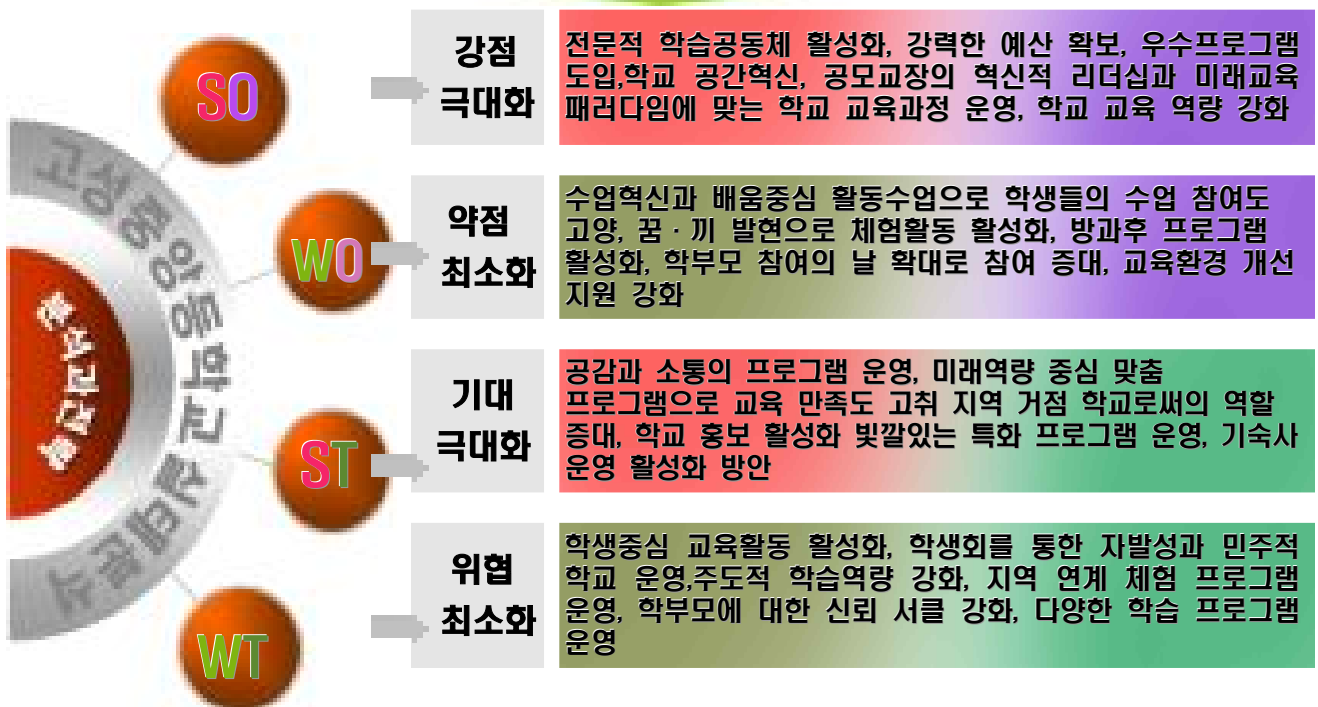 고성중앙등학교실태분석
SO
강점
극대화
전문적 학습공동체 활성화, 강력한 예산 확보, 우수프로그램
도입,학교 공간혁신, 공모교장의 혁신적 리더십과 미래교육
패러다임에 맞는 학교 교육과정 운영, 학교 교육 역량 강화
WO
약점
최소화
수업혁신과 배움중심 활동수업으로 학생들의 수업 참여도
고양, 꿈·끼 발현으로 체험활동 활성화, 방과후 프로그램
활성화, 학부모 참여의 날 확대로 참여 증대, 교육환경 개선
지원 강화
ST
기대
극대화
공감과 소통의 프로그램 운영, 미래역량 중심 맞춤
프로그램으로 교육 만족도 고취 지역 거점 학교로써의 역할
증대, 학교 홍보 활성화 빛깔있는 특화 프로그램 운영, 기숙사
운영 활성화 방안
WT
위협
최소화
학생중심 교육활동 활성화, 학생회를 통한 자발성과 민주적
학교 운영,주도적 학습역량 강화, 지역 연계 체험 프로그램
운영, 학부모에 대한 신뢰 서클 강화, 다양한 학습 프로그램
운영